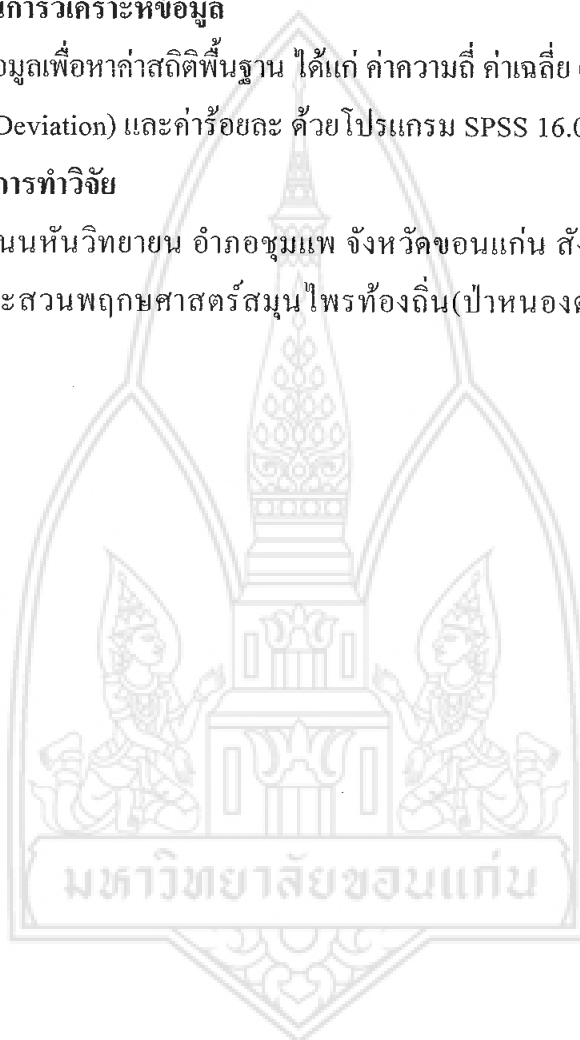 นการวิเคราะห์ข้อมูล
อมูลเพื่อหาค่าสถิติพื้นฐาน ได้แก่ ค่าความถี่ ค่าเฉลี่ย
Deviation) และค่าร้อยละ ด้วยโปรแกรม SPSS 16.0
การทำวิจัย
นนหันวิทยายน อำเภอชุมแพ จังหวัดขอนแก่น สัง
ะสวนพฤกษศาสตร์สมุนไพรท้องถิ่น(ป่าหนองค
มหาวิทยาลัยขอนแก่น